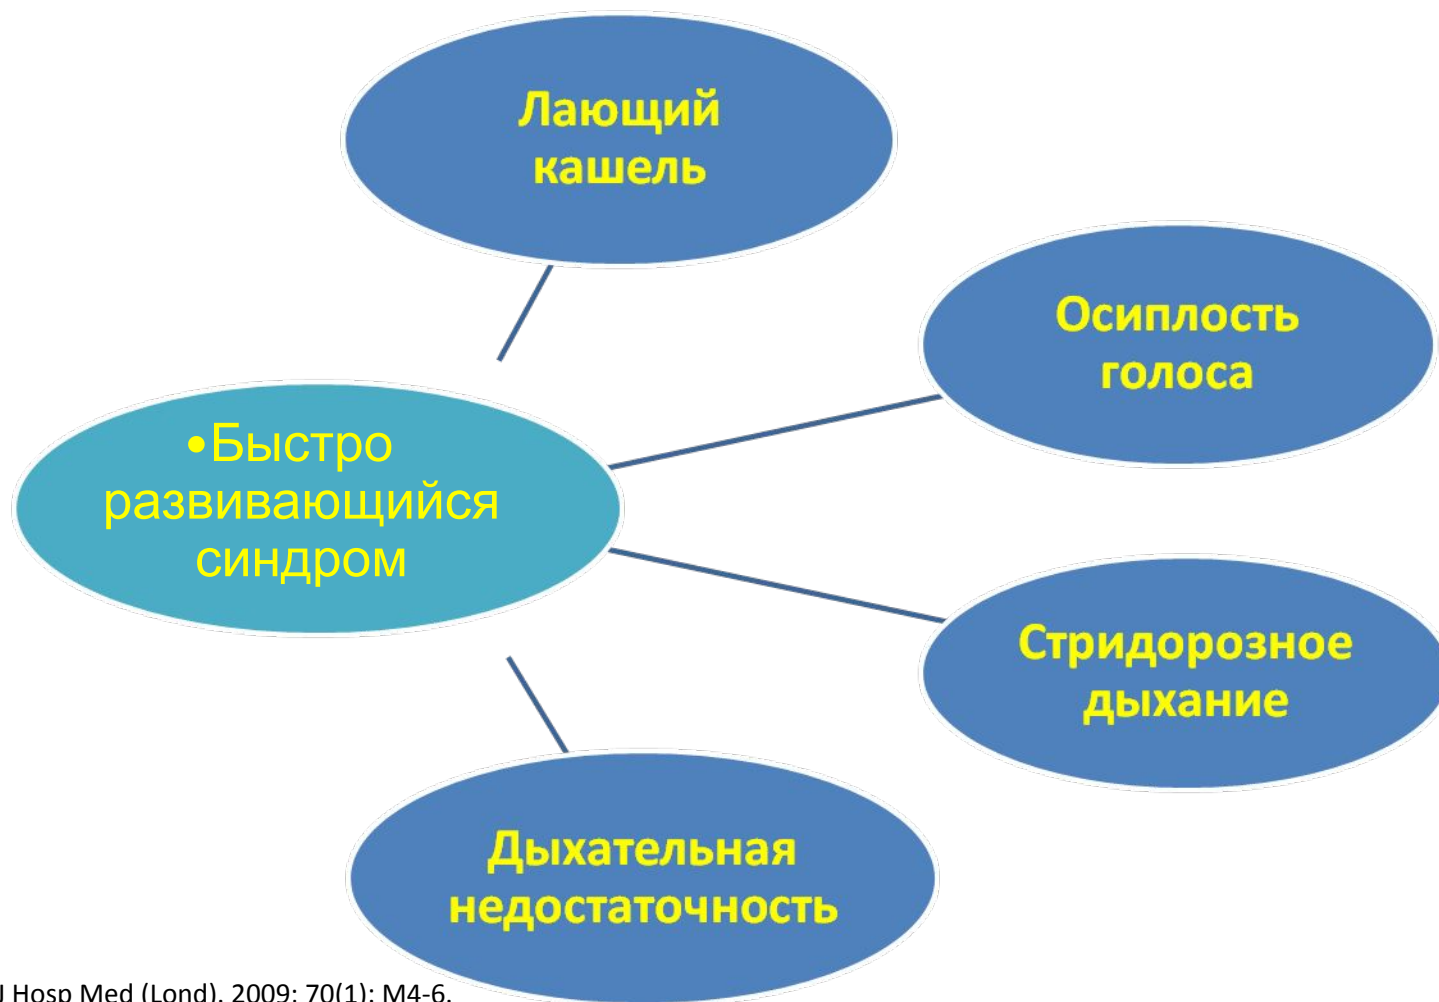 Лающий
кашель
Осиплость
голоса
•Быстро
развивающийся
синдром
Стридорозное
дыхание
Дыхательная
недостаточность
J Hosp Med (Lond). 2009; 70(1): M4-6.